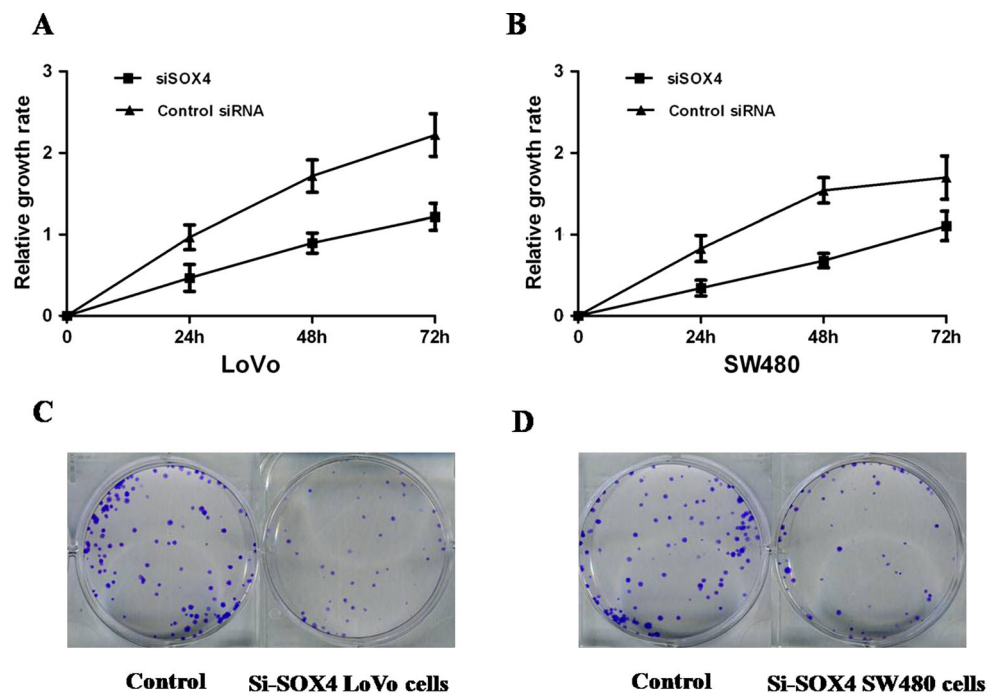 A
B
3
2
1
0
Relative growth rate
siSOX4
Control siRNA
0
24h
48h
72h
LoVo
3
2
1
0
Relative growth rate
siSOX4
Control siRNA
0
24h
48h
72h
SW480
C
D
Control
Si-SOX4 LoVo cells
Control
Si-SOX4 SW480 cells